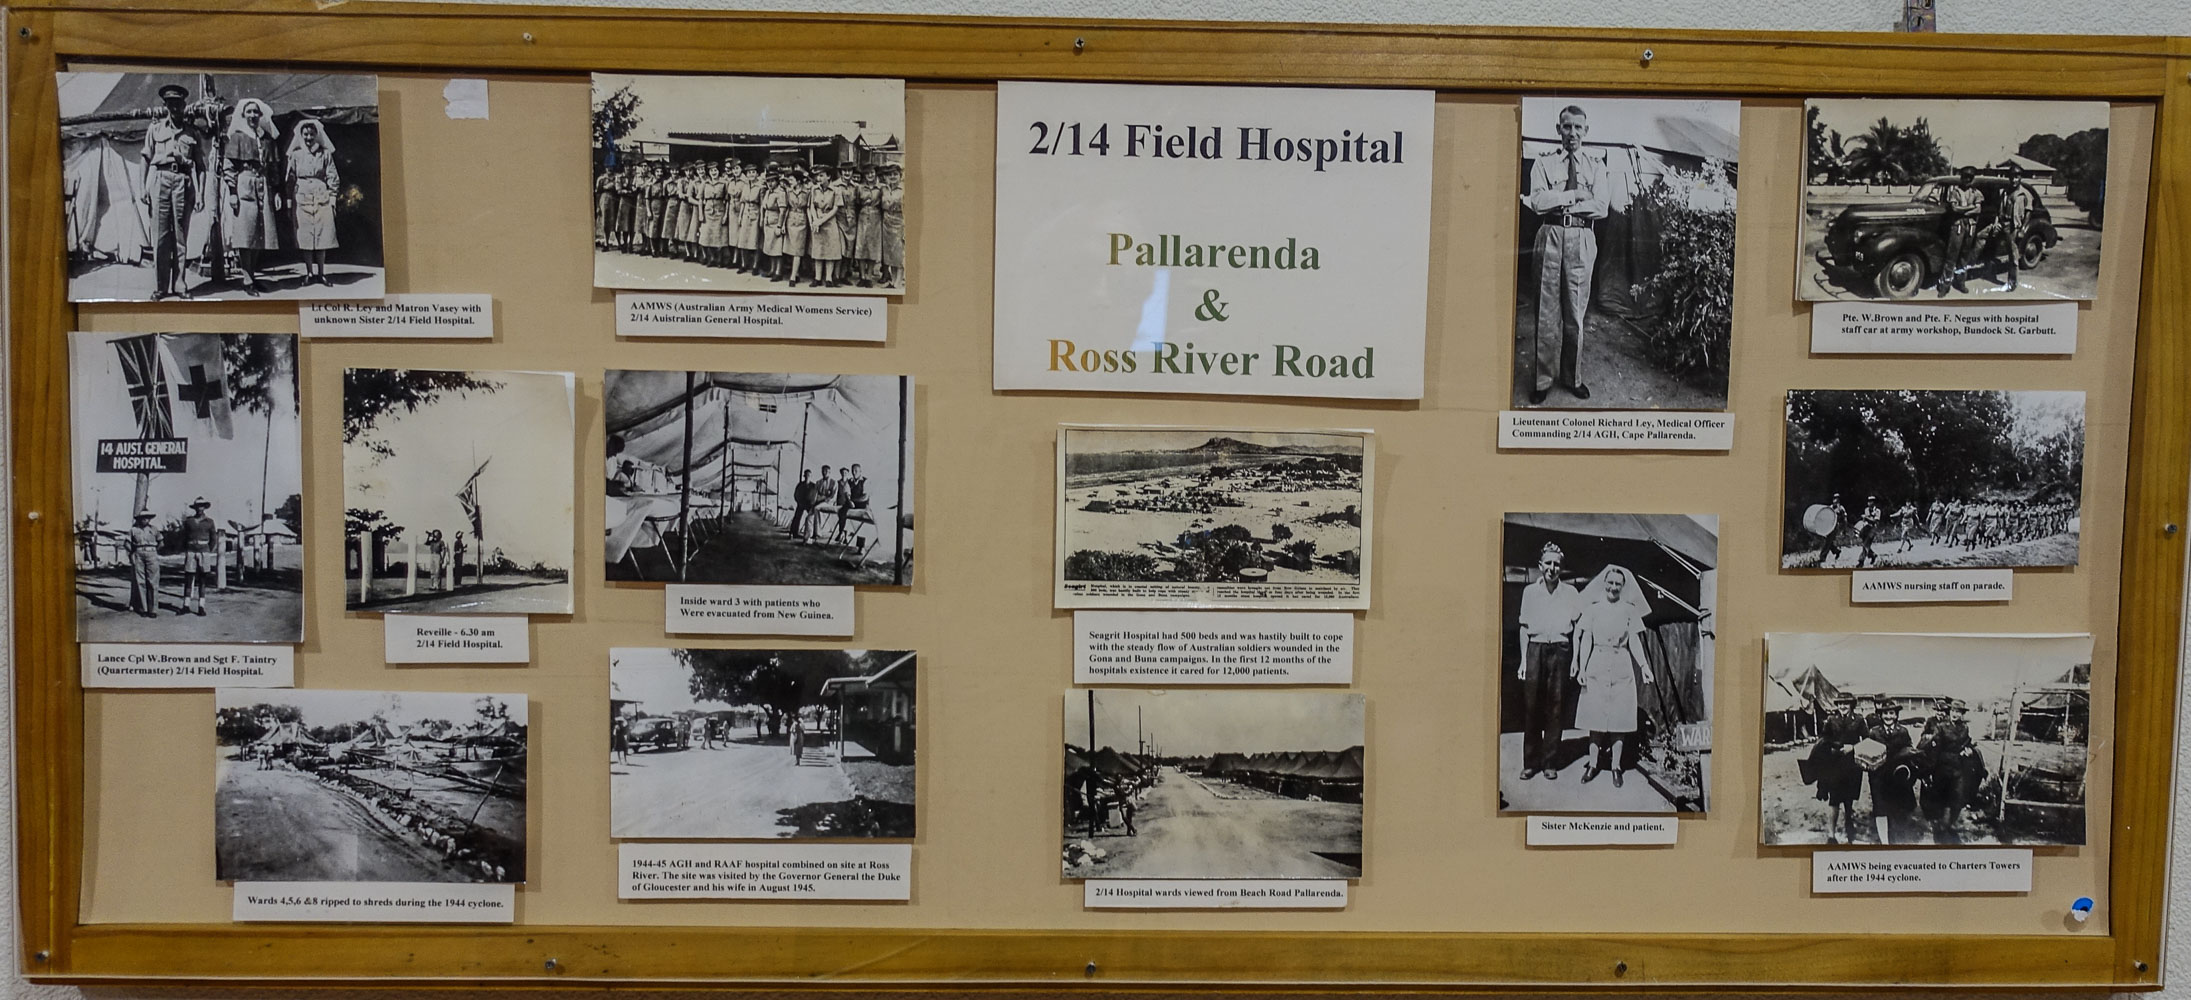 2/14 Field Hospital
Pallarenda
&
Ross River Road
Lt Col R. Ley and Matron Vasey with
unknown Sister 2/14 Field Hospital.
AAMWS (Australian Army Medical Womens Service)
2/14 Auistralian General Hospital.
14 AUST. GENERAL
HOSPITAL.
Lance Cpl W.Brown and Sgt F. Taintry
(Quartermaster) 2/14 Field Hospital.
Reveille - 6.30 am
2/14 Field Hospital.
Inside ward 3 with patients who
Were evacuated from New Guinea.
Wards 4,5,6 &8 ripped to shreds during the 1944 cyclone.
1944-45 AGH and RAAF hospital combined on site at Ross
River. The site was visited by the Governor General the Duke
of Gloucester and his wife in August 1945.
Seagrit Hospital had 500 beds and was hastily built to cope
with the steady flow of Australian soldiers wounded in the
Gona and Buna campaigns. In the first 12 months of the
hospitals existence it cared for 12,000 patients.
2/14 Hospital wards viewed from Beach Road Pallarenda.
Lieutenant Colonel Richard Ley, Medical Officer
Commanding 2/14 AGH, Cape Pallarenda.
WAR
Sister McKenzie and patient.
Pte. W.Brown and Pte. F. Negus with hospital
staff car at army workshop, Bundock St. Garbutt.
AAMWS nursing staff on parade.
AAMWS being evacuated to Charters Towers
after the 1944 cyclone.